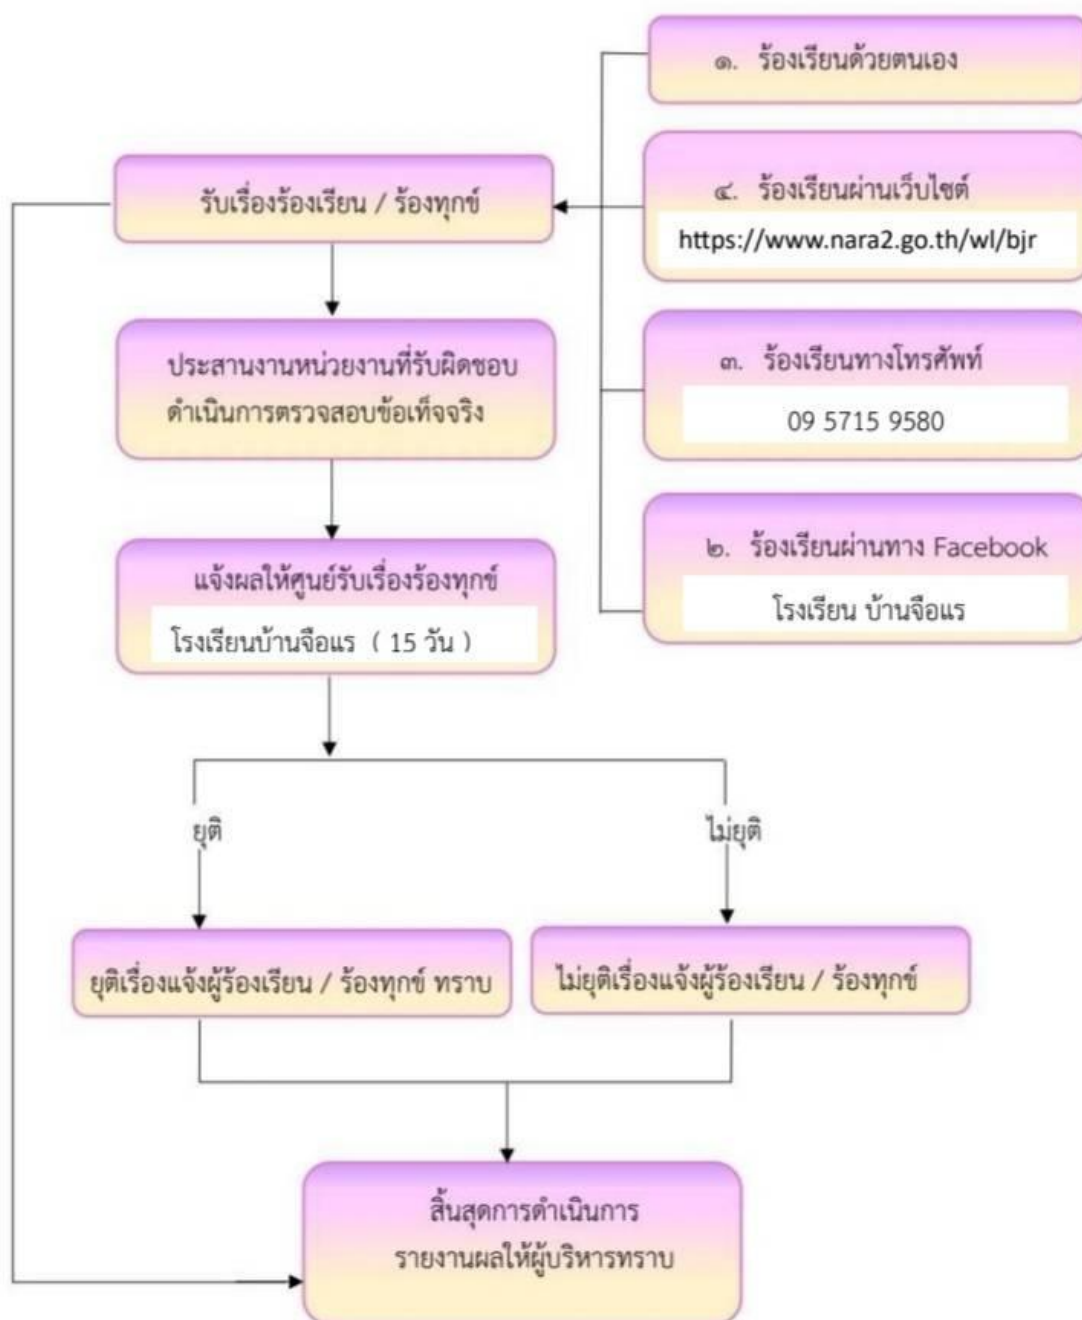 ๑. ร้องเรียนด้วยตนเอง
รับเรื่องร้องเรียน / ร้องทุกข์
๔. ร้องเรียนผ่านเว็บไซต์
https://www.nara2.go.th/wl/bjr
ประสานงานหน่วยงานที่รับผิดชอบ
ดำเนินการตรวจสอบข้อเท็จจริง
๓. ร้องเรียนทางโทรศัพท์
09 5715 9580
แจ้งผลให้ศูนย์รับเรื่องร้องทุกข์
โรงเรียนบ้านจือแร ( 15 วัน )
๒. ร้องเรียนผ่านทาง Facebook
โรงเรียน บ้านจือแร
ยุติ
ไม่ยุติ
ยุติเรื่องแจ้งผู้ร้องเรียน / ร้องทุกข์ ทราบ
ไม่ยุติเรื่องแจ้งผู้ร้องเรียน / ร้องทุกข์
สิ้นสุดการดำเนินการ
รายงานผลให้ผู้บริหารทราบ